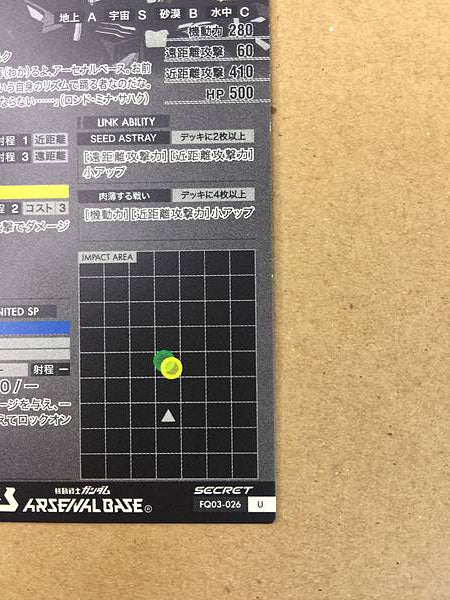 地上 A 宇宙 S 砂漠 B 水中 C
機動力 280
遠距離攻撃 60
近距離攻撃 410
HP 500
(わか)るよ、アーセナルベース。お前
いう自身のリズムで踊る者なのだな。
ならない……」(ロンド・ミナ・サハク)
LINK ABILITY
射程 1 近距離
射程 3 遠距離
SEED ASTRAY デッキに2枚以上
[遠距離攻撃力][近距離攻撃力]
小アップ
肉薄する戦い デッキに4枚以上
[機動力][近距離攻撃力]小アップ
程 2 コスト 3
撃でダメージ
IMPACT AREA
NITED SP
射程 ー
0/ー
ージを与え、一
えてロックオン
機動戦士ガンダム
ARSENAL BASE®
SECRET
FQ03-026 U